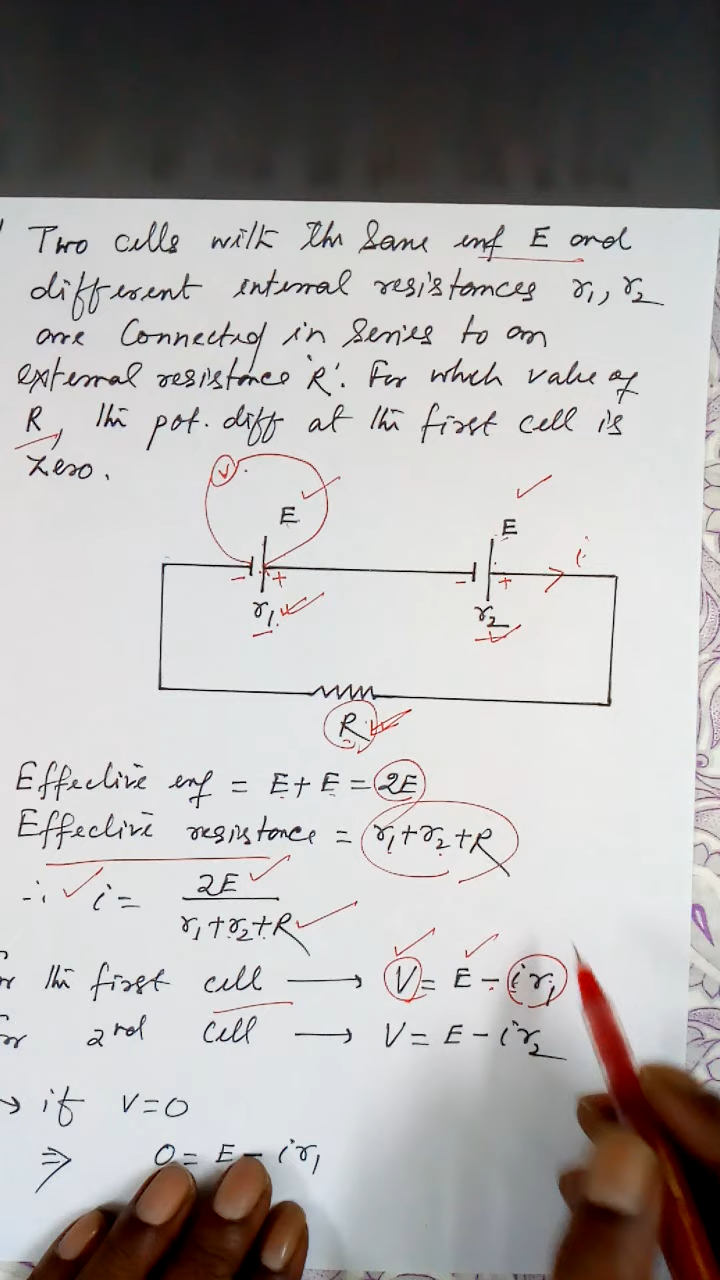 Two cells with the same emf E and
different internal resistances r₁, r₂
are connected in series to an
external resistance 'R'. For which value of
R, the pot. diff at the first cell is
zero.
V
E
E
i
- +
- +
r₁
r₂
R
Effective emf = E + E = 2E
Effective resistance = r₁ + r₂ + R
∴ i = 2E / r₁ + r₂ + R
the first cell → V = E - ir₁
2nd cell → V = E - ir₂
→ if V = 0
⇒ 0 = E - ir₁